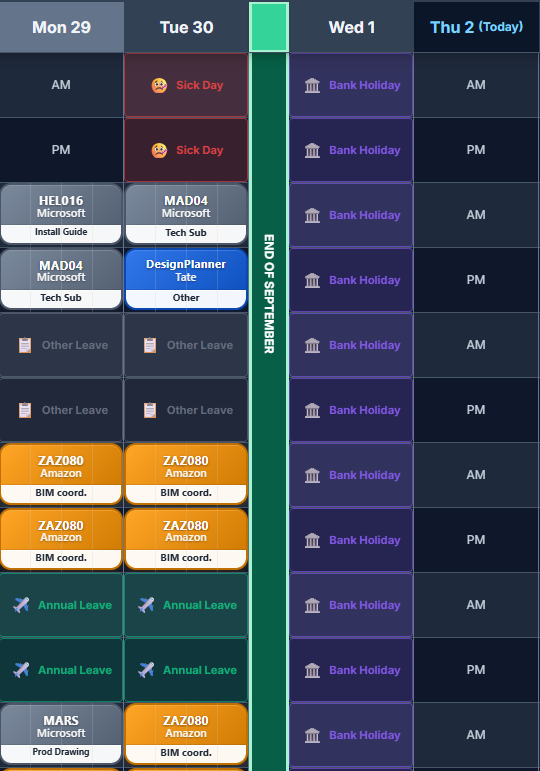 Mon 29 Tue 30 Wed 1 Thu 2 (Today)
AM Sick Day Bank Holiday AM
PM Sick Day Bank Holiday PM
HEL016 MAD04 Bank Holiday AM
Microsoft Microsoft
Install Guide Tech Sub
MAD04 DesignPlanner Bank Holiday PM
Microsoft Tate
Tech Sub Other
END OF SEPTEMBER
Other Leave Other Leave Bank Holiday AM
Other Leave Other Leave Bank Holiday PM
ZAZ080 ZAZ080 Bank Holiday AM
Amazon Amazon
BIM coord. BIM coord.
ZAZ080 ZAZ080 Bank Holiday PM
Amazon Amazon
BIM coord. BIM coord.
Annual Leave Annual Leave Bank Holiday AM
Annual Leave Annual Leave Bank Holiday PM
MARS ZAZ080 Bank Holiday AM
Microsoft Amazon
Prod Drawing BIM coord.